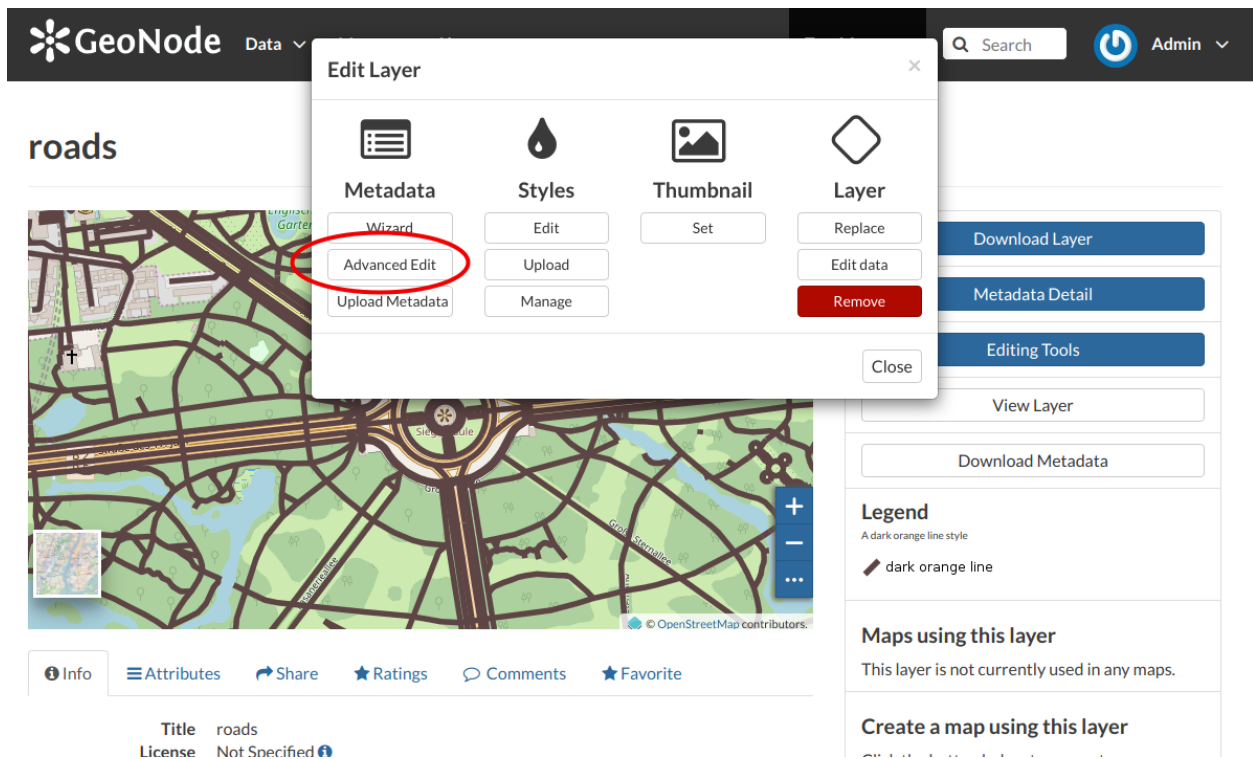 GeoNode Data Search Admin
Edit Layer ×
roads
Metadata Styles Thumbnail Layer
Wizard Edit Set Replace
Advanced Edit Upload Edit data
Upload Metadata Manage Remove
Close
Download Layer
Metadata Detail
Editing Tools
View Layer
Download Metadata
Legend
A dark orange line style
dark orange line
Maps using this layer
This layer is not currently used in any maps.
Create a map using this layer
Große Sternallee
+
−
...
© OpenStreetMap contributors.
Info Attributes Share Ratings Comments Favorite
Title roads
License Not Specified